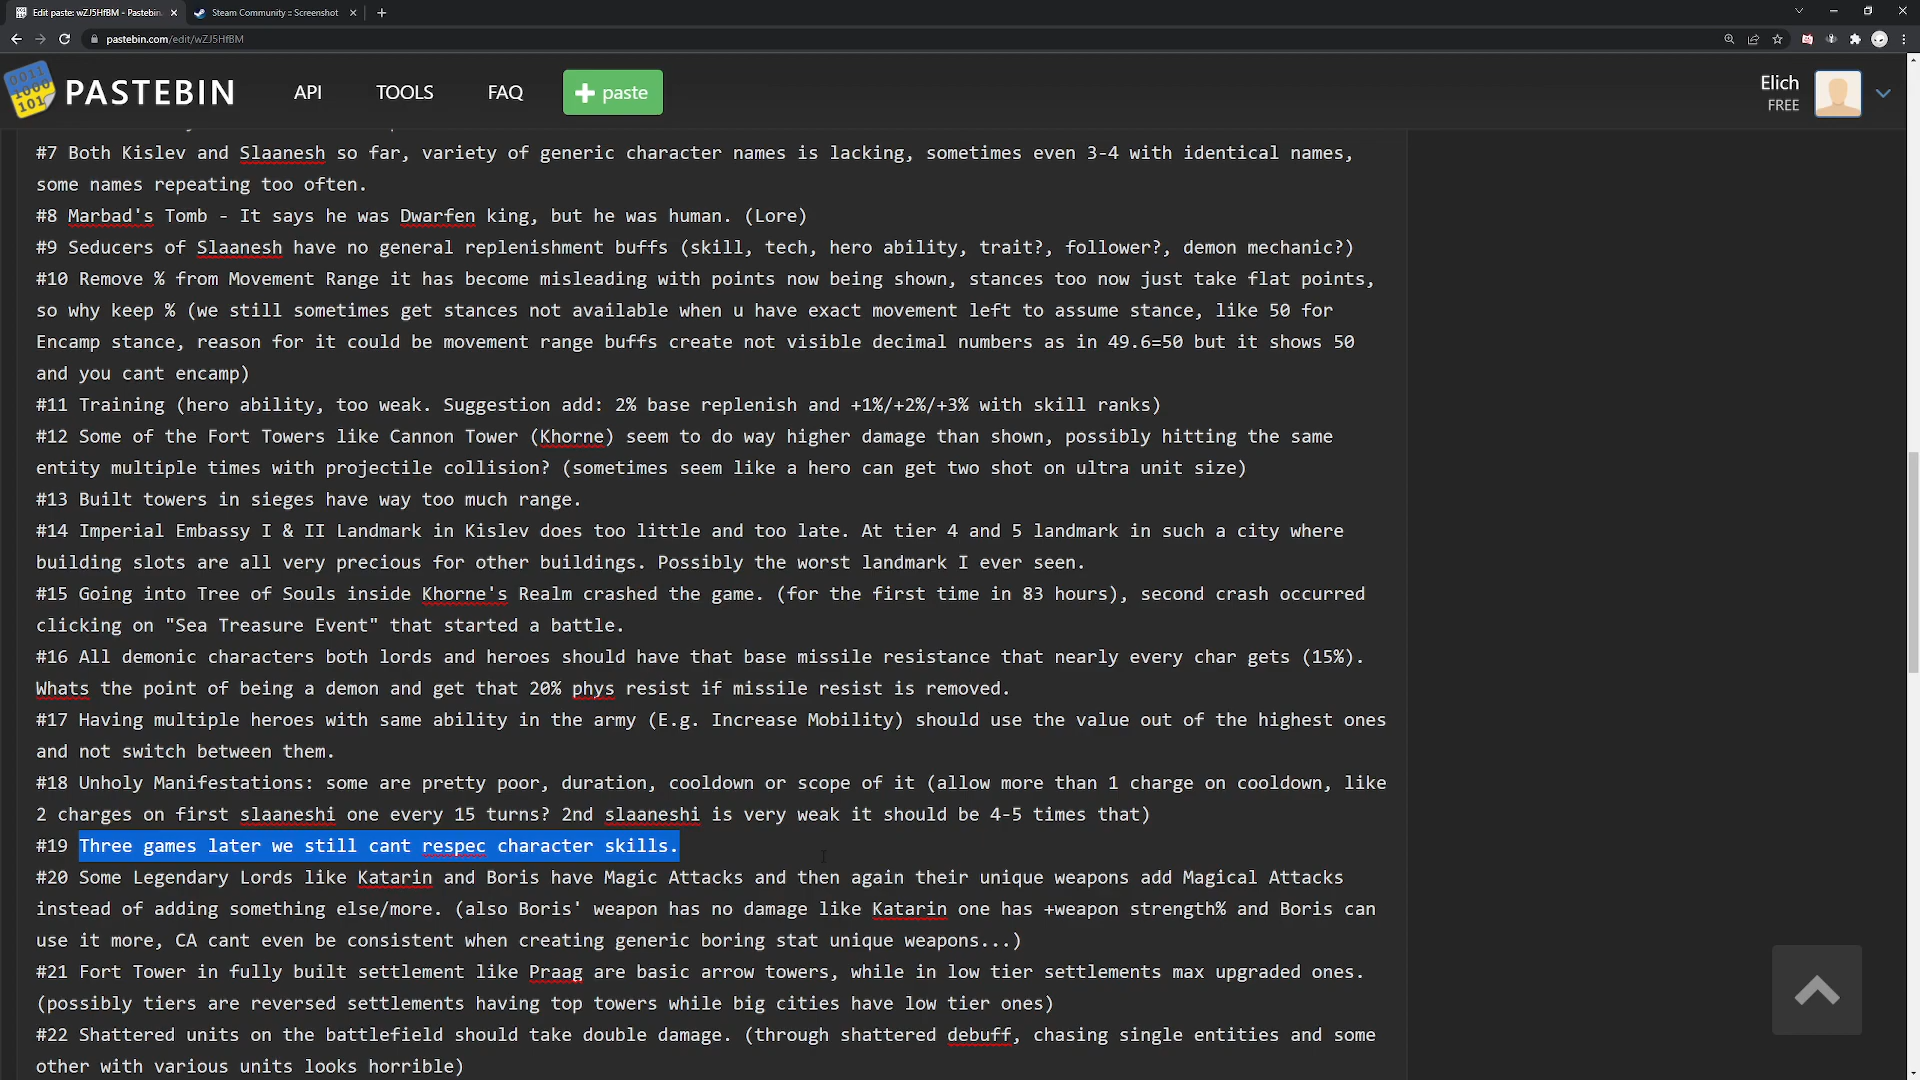 Edit paste: wZJ5HfBM - Pastebin.
Steam Community :: Screenshot
pastebin.com/edit/wZJ5HfBM
0011
1000
101
PASTEBIN
API
TOOLS
FAQ
paste
Elich
FREE
#7 Both Kislev and Slaanesh so far, variety of generic character names is lacking, sometimes even 3-4 with identical names,
some names repeating too often.
#8 Marbad's Tomb - It says he was Dwarfen king, but he was human. (Lore)
#9 Seducers of Slaanesh have no general replenishment buffs (skill, tech, hero ability, trait?, follower?, demon mechanic?)
#10 Remove % from Movement Range it has become misleading with points now being shown, stances too now just take flat points,
so why keep % (we still sometimes get stances not available when u have exact movement left to assume stance, like 50 for
Encamp stance, reason for it could be movement range buffs create not visible decimal numbers as in 49.6=50 but it shows 50
and you cant encamp)
#11 Training (hero ability, too weak. Suggestion add: 2% base replenish and +1%/+2%/+3% with skill ranks)
#12 Some of the Fort Towers like Cannon Tower (Khorne) seem to do way higher damage than shown, possibly hitting the same
entity multiple times with projectile collision? (sometimes seem like a hero can get two shot on ultra unit size)
#13 Built towers in sieges have way too much range.
#14 Imperial Embassy I & II Landmark in Kislev does too little and too late. At tier 4 and 5 landmark in such a city where
building slots are all very precious for other buildings. Possibly the worst landmark I ever seen.
#15 Going into Tree of Souls inside Khorne's Realm crashed the game. (for the first time in 83 hours), second crash occurred
clicking on "Sea Treasure Event" that started a battle.
#16 All demonic characters both lords and heroes should have that base missile resistance that nearly every char gets (15%).
Whats the point of being a demon and get that 20% phys resist if missile resist is removed.
#17 Having multiple heroes with same ability in the army (E.g. Increase Mobility) should use the value out of the highest ones
and not switch between them.
#18 Unholy Manifestations: some are pretty poor, duration, cooldown or scope of it (allow more than 1 charge on cooldown, like
2 charges on first slaaneshi one every 15 turns? 2nd slaaneshi is very weak it should be 4-5 times that)
#19 Three games later we still cant respec character skills.
#20 Some Legendary Lords like Katarin and Boris have Magic Attacks and then again their unique weapons add Magical Attacks
instead of adding something else/more. (also Boris' weapon has no damage like Katarin one has +weapon strength% and Boris can
use it more, CA cant even be consistent when creating generic boring stat unique weapons...)
#21 Fort Tower in fully built settlement like Praag are basic arrow towers, while in low tier settlements max upgraded ones.
(possibly tiers are reversed settlements having top towers while big cities have low tier ones)
#22 Shattered units on the battlefield should take double damage. (through shattered debuff, chasing single entities and some
other with various units looks horrible)